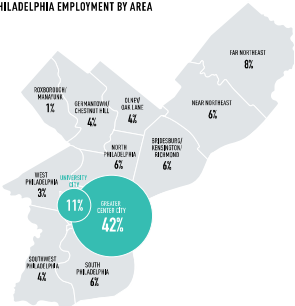 PHILADELPHIA EMPLOYMENT BY AREA
FAR NORTHEAST
8%
ROXBOROUGH/
MANAYUNK
1%
GERMANTOWN/
CHESTNUT HILL
4%
OLNEY/
OAK LANE
4%
NEAR NORTHEAST
6%
NORTH
PHILADELPHIA
6%
BRIDESBURG/
KENSINGTON/
RICHMOND
6%
WEST
PHILADELPHIA
3%
UNIVERSITY
CITY
11%
GREATER
CENTER CITY
42%
SOUTHWEST
PHILADELPHIA
4%
SOUTH
PHILADELPHIA
6%